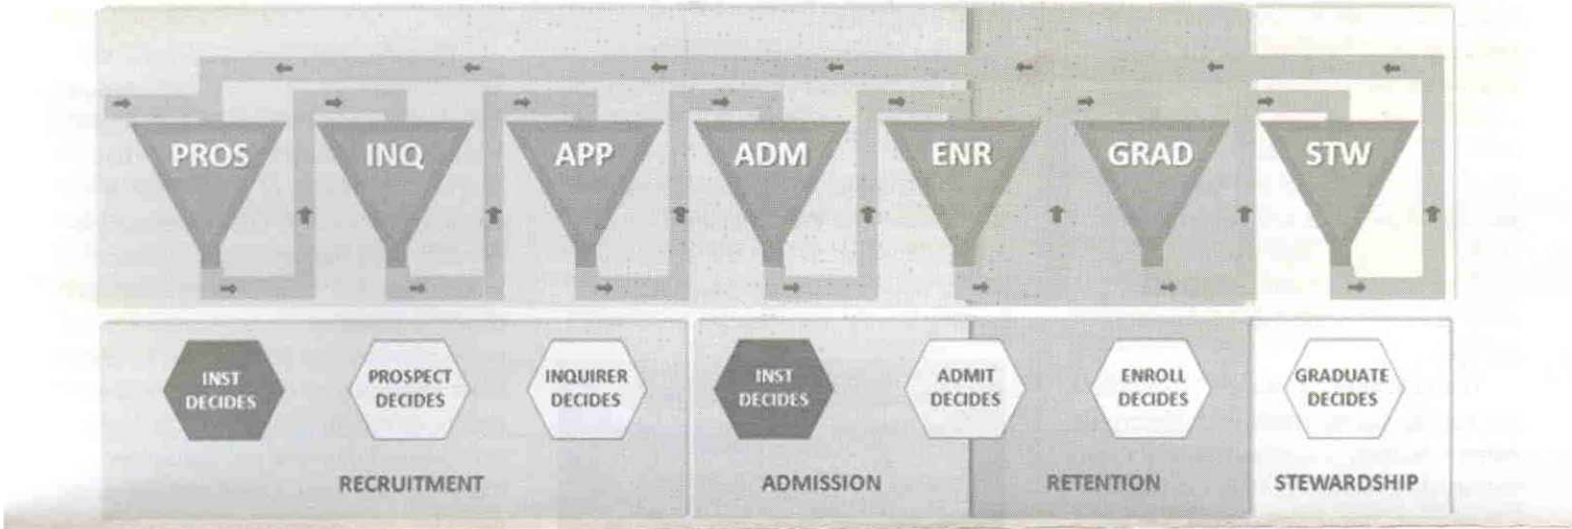 PROS INQ APP ADM ENR GRAD STW
INST
DECIDES
PROSPECT
DECIDES
INQUIRER
DECIDES
INST
DECIDES
ADMIT
DECIDES
ENROLL
DECIDES
GRADUATE
DECIDES
RECRUITMENT ADMISSION RETENTION STEWARDSHIP